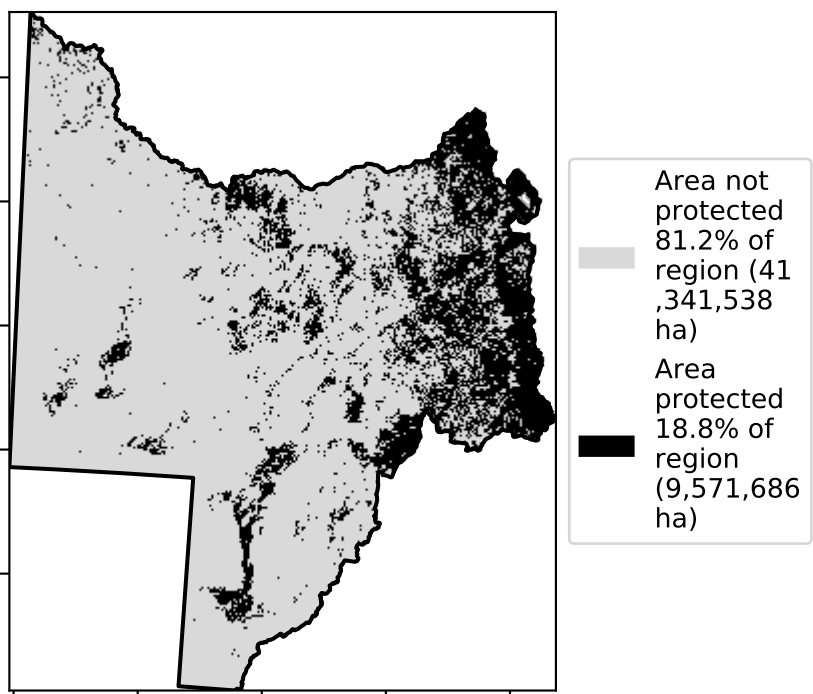 Area not
protected
81.2% of
region (41
,341,538
ha)
Area
protected
18.8% of
region
(9,571,686
ha)